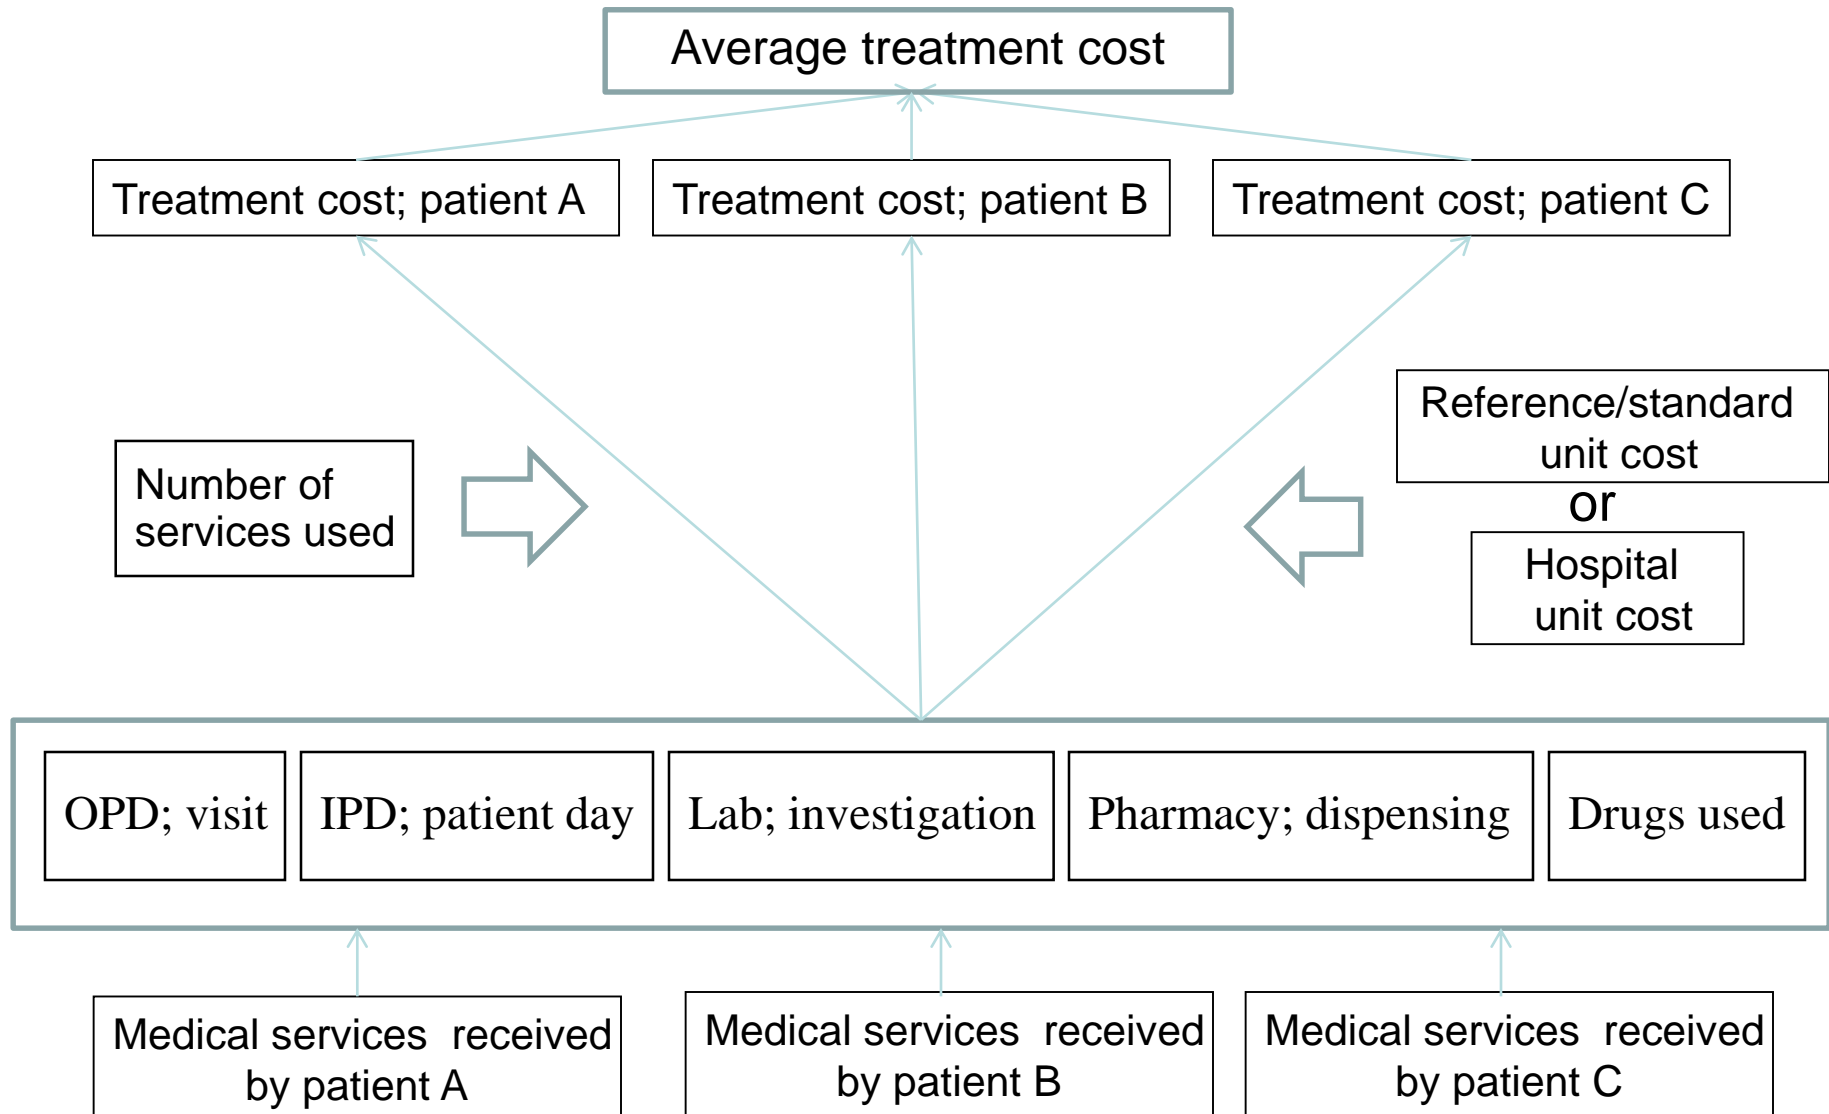 Average treatment cost
Treatment cost; patient A
Treatment cost; patient B
Treatment cost; patient C
Number of
services used
Reference/standard
unit cost
or
Hospital
unit cost
OPD; visit
IPD; patient day
Lab; investigation
Pharmacy; dispensing
Drugs used
Medical services  received
by patient A
Medical services  received
by patient B
Medical services  received
by patient C